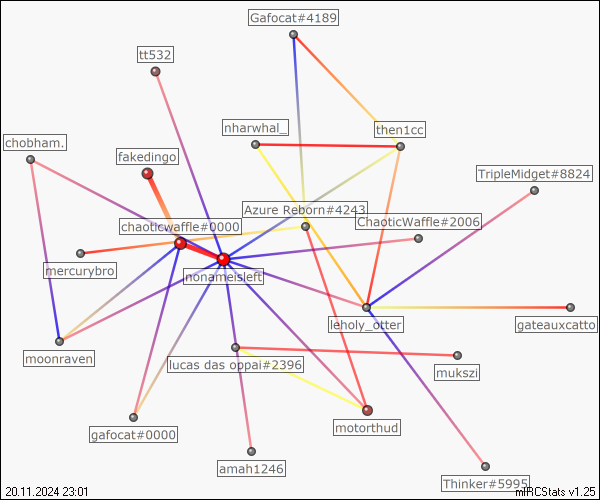 Gafocat#4189
tt532
nharwhal_
then1cc
chobham.
fakedingo
TripleMidget#8824
Azure Reborn#4243
chaoticwaffle#0000
ChaoticWaffle#2006
mercurybro
nonameisleft
leholy_otter
gateauxcatto
moonraven
lucas das oppai#2396
mukszi
motorthud
gafocat#0000
amah1246
Thinker#5995
20.11.2024 23:01
mIRCStats v1.25